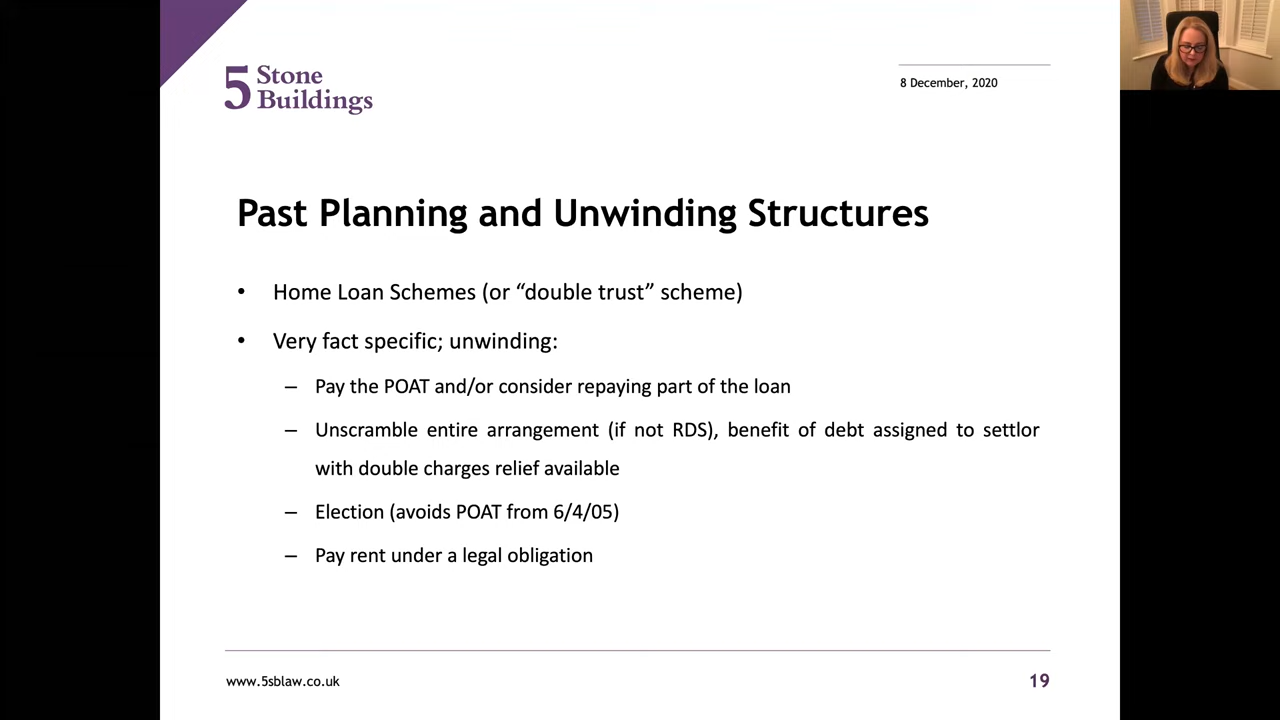 5 Stone
Buildings
8 December, 2020
Past Planning and Unwinding Structures
• Home Loan Schemes (or “double trust” scheme)
• Very fact specific; unwinding:
– Pay the POAT and/or consider repaying part of the loan
– Unscramble entire arrangement (if not RDS), benefit of debt assigned to settlor
with double charges relief available
– Election (avoids POAT from 6/4/05)
– Pay rent under a legal obligation
www.5sblaw.co.uk
19